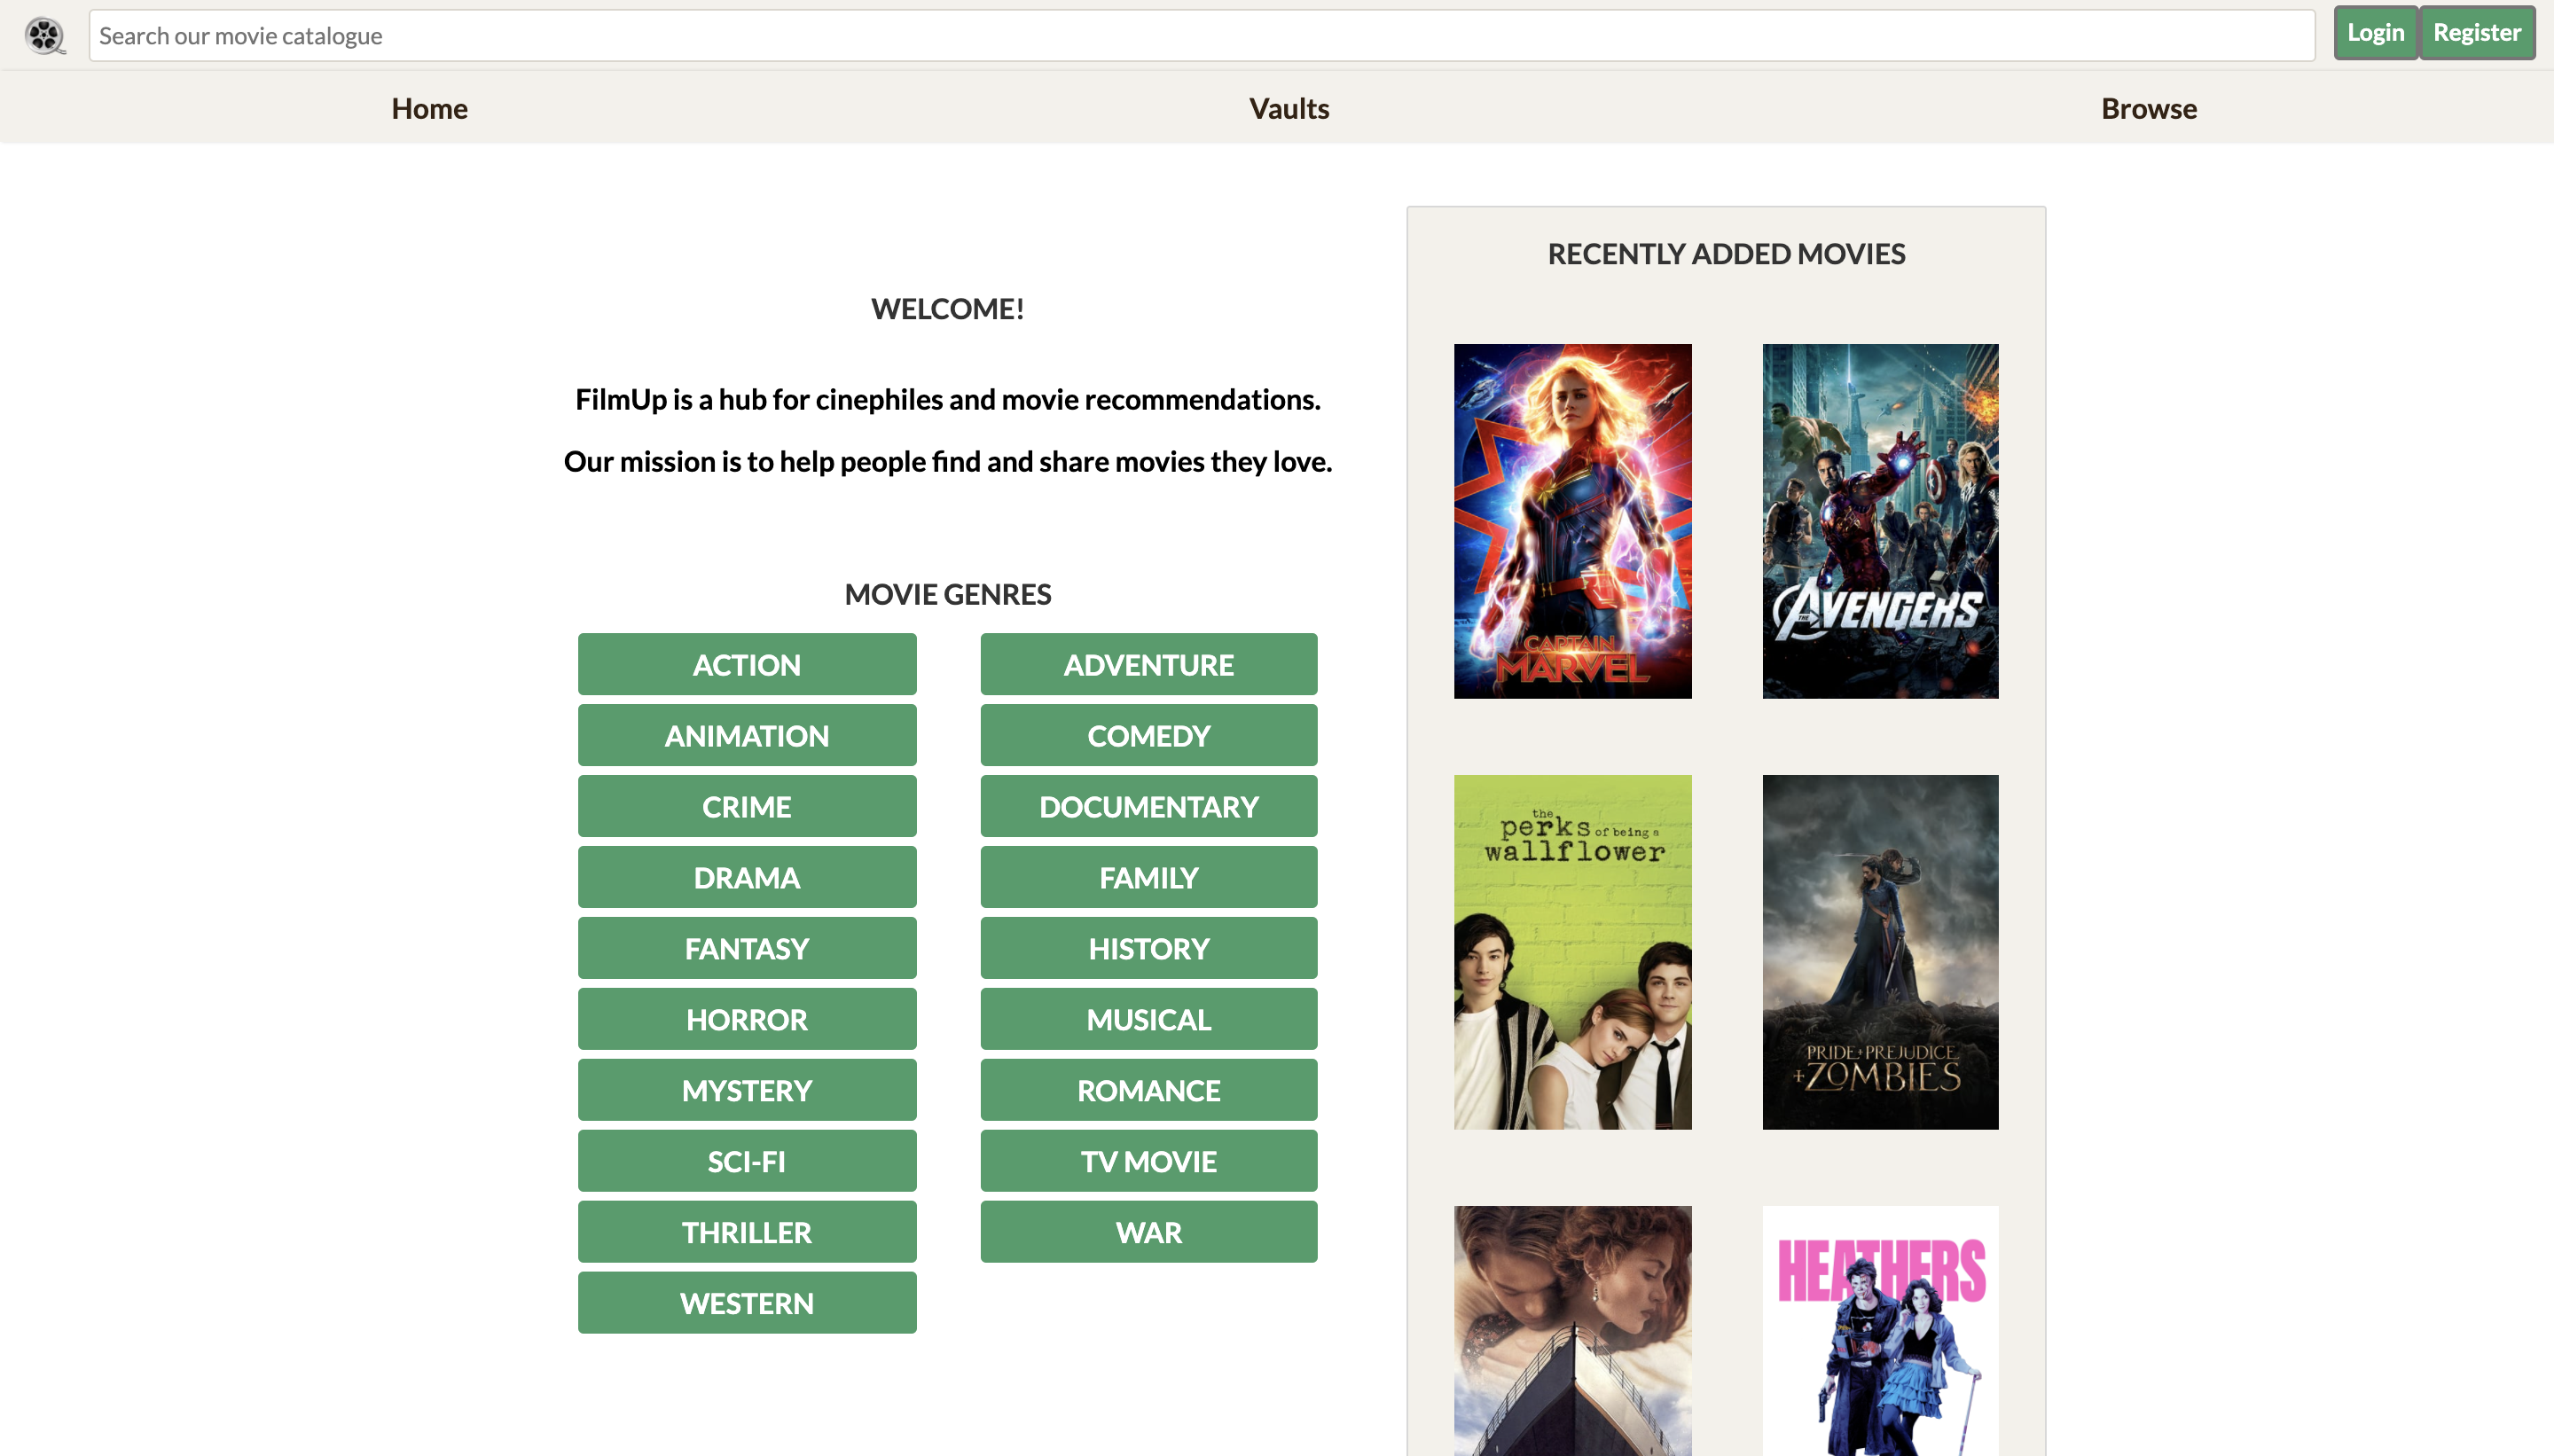 Search our movie catalogue
Login
Register
Home
Vaults
Browse
WELCOME!
FilmUp is a hub for cinephiles and movie recommendations.
Our mission is to help people find and share movies they love.
MOVIE GENRES
ACTION
ADVENTURE
ANIMATION
COMEDY
CRIME
DOCUMENTARY
DRAMA
FAMILY
FANTASY
HISTORY
HORROR
MUSICAL
MYSTERY
ROMANCE
SCI-FI
TV MOVIE
THRILLER
WAR
WESTERN
RECENTLY ADDED MOVIES
CAPTAIN
MARVEL
THE AVENGERS
the
perks of being a
wallflower
PRIDE+PREJUDICE
+ZOMBIES
HEATHERS